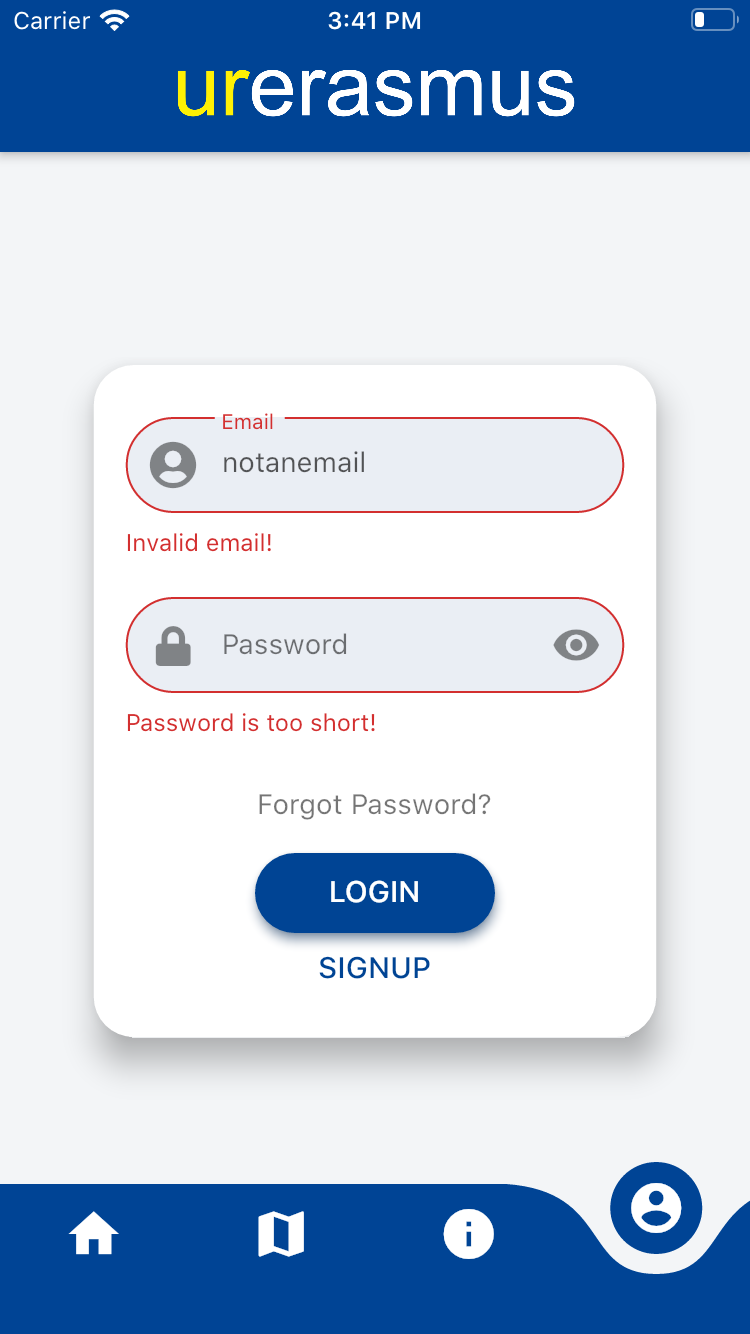 Carrier 3:41 PM
urerasmus
Email
notanemail
Invalid email!
Password
Password is too short!
Forgot Password?
LOGIN
SIGNUP